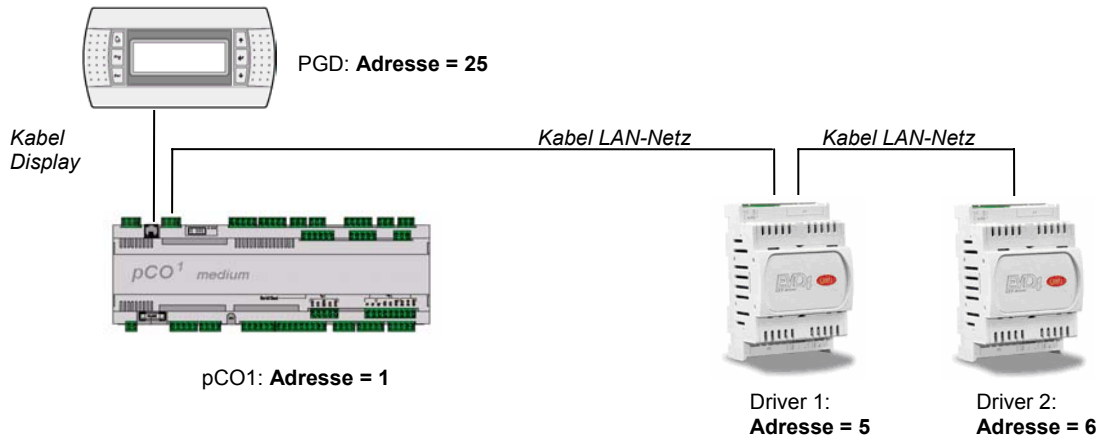 PGD: Adresse = 25
Kabel
Display
Kabel LAN-Netz
Kabel LAN-Netz
pCO1 medium
pCO1: Adresse = 1
Driver 1:
Adresse = 5
Driver 2:
Adresse = 6